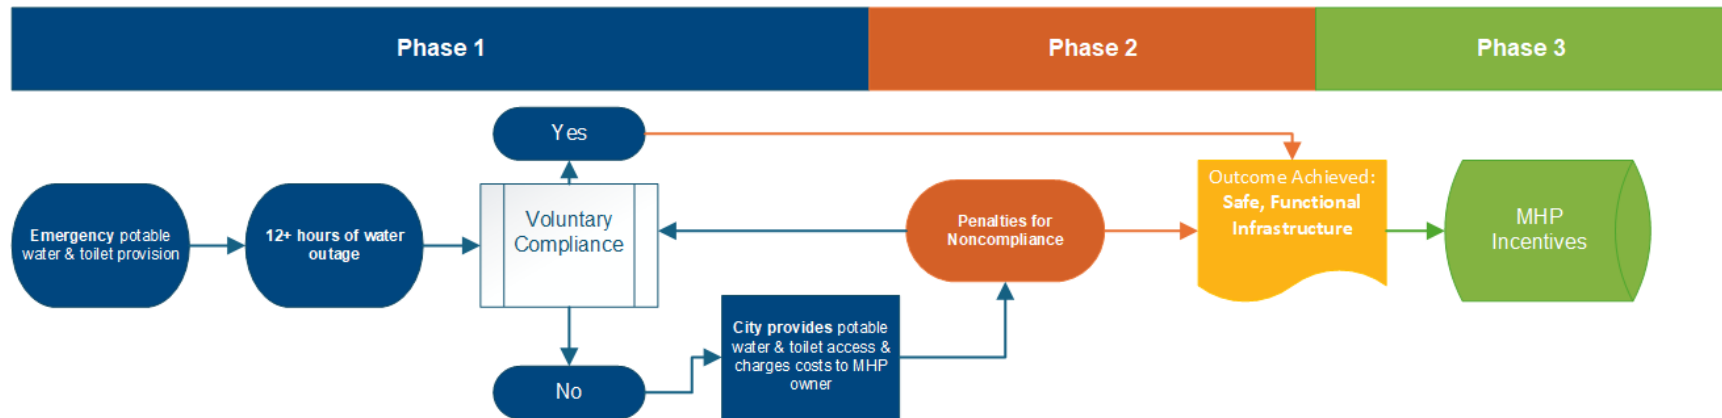 Phase 1
Phase 2
Phase 3
Yes
Emergency potable
water & toilet provision
12+ hours of water
outage
Voluntary
Compliance
Penalties for
Noncompliance
Outcome Achieved:
Safe, Functional
Infrastructure
MHP
Incentives
No
City provides potable
water & toilet access &
charges costs to MHP
owner